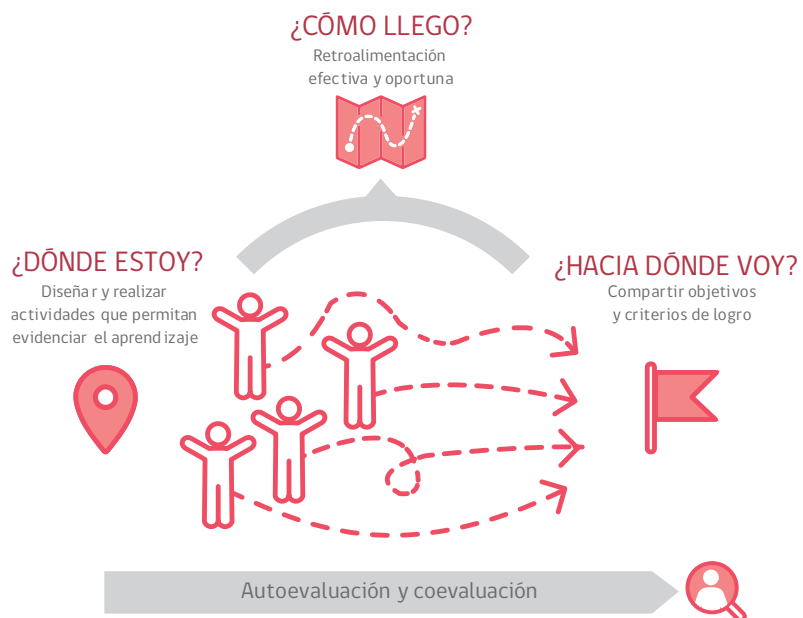 ¿CÓMO LLEGO?
Retroalimentación
efectiva y oportuna
¿DÓNDE ESTOY?
Diseñar y realizar
actividades que permitan
evidenciar el aprendizaje
¿HACIA DÓNDE VOY?
Compartir objetivos
y criterios de logro
Autoevaluación y coevaluación